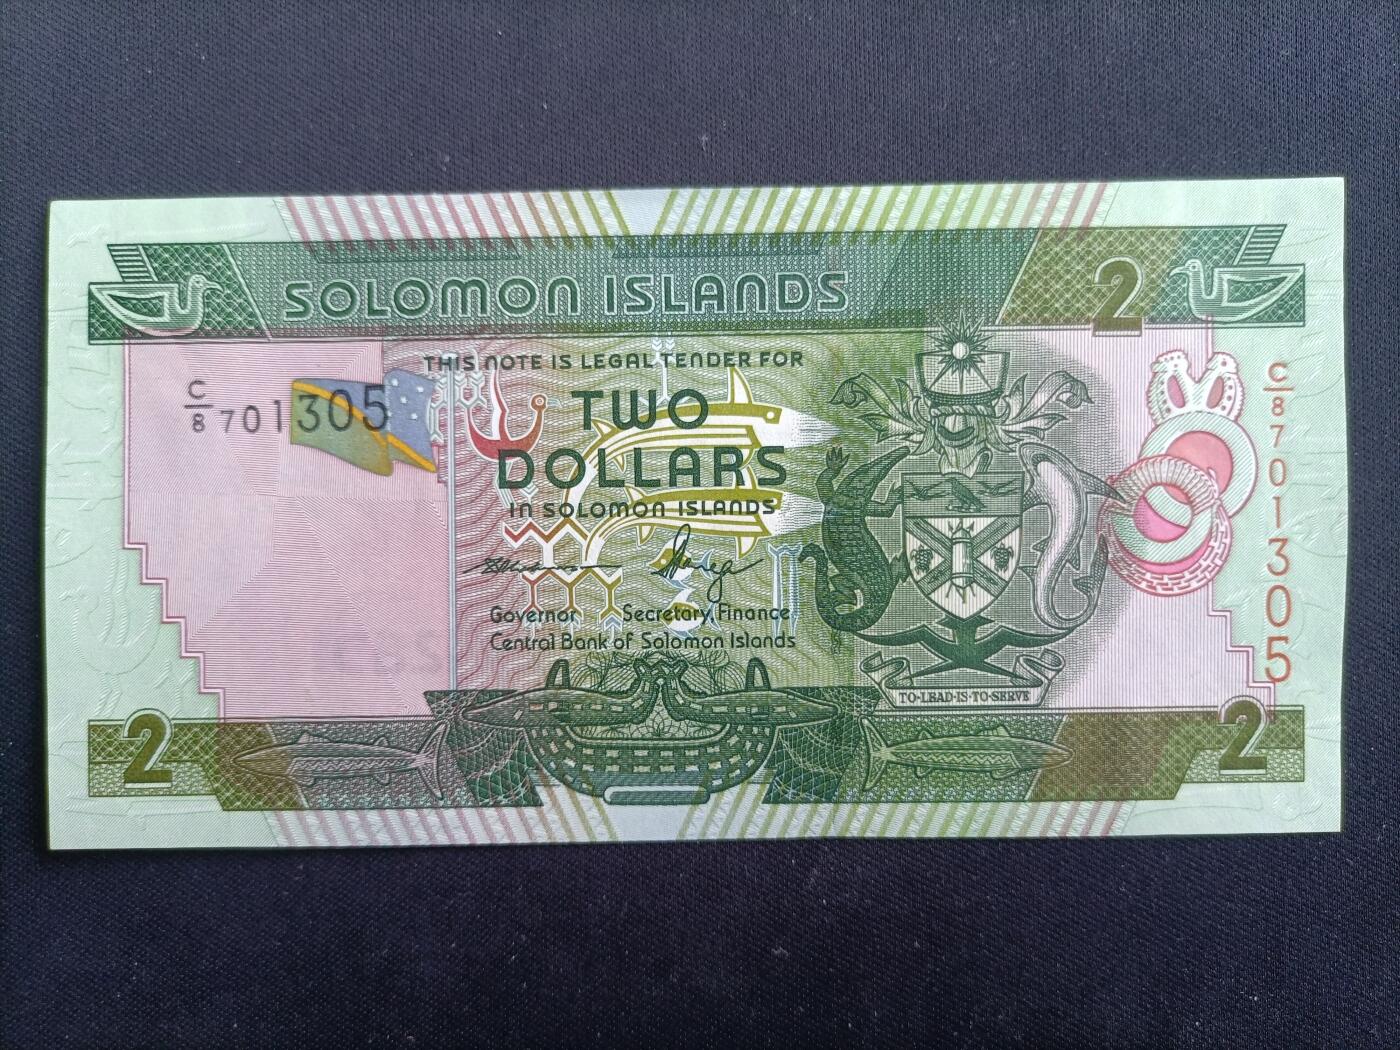 SOLOMON ISLANDS
2
THIS NOTE IS LEGAL TENDER FOR
C/8 701305
TWO
DOLLARS
IN SOLOMON ISLANDS
C/8 701305
Governor Secretary, Finance
Central Bank of Solomon Islands
TO·LEAD·IS·TO·SERVE
2
2